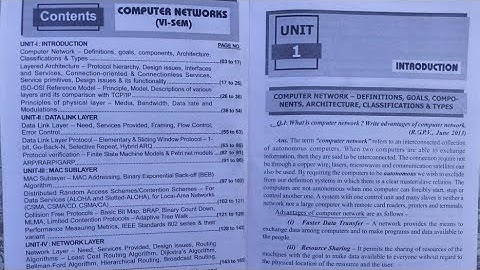 Contents
COMPUTER NETWORKS
(VI-SEM)
UNIT-I : INTRODUCTION
PAGE NO.
Computer Network – Definitions, goals, components, Architecture,
Classifications & Types (03 to 17)
Layered Architecture – Protocol hierarchy, Design issues, interfaces
and Services, Connection-oriented & Connectionless Services,
Service primitives, Design issues & its functionality (17 to 26)
ISO-OSI Reference Model – Principle, Model, Descriptions of various
layers and its comparison with TCP/IP (26 to 36)
Principles of physical layer – Media, Bandwidth, Data rate and
Modulations (36 to 54)
UNIT-II : DATA LINK LAYER
Data Link Layer – Need, Services Provided, Framing, Flow Control,
Error Control (55 to 63)
Data Link Layer Protocol – Elementary & Sliding Window Protocol – 1-
bit, Go-Back-N, Selective Repeat, Hybrid ARQ (63 to
Protocol verification – Finite State Machine Models & Petri net models
ARP/RARP/GARP
UNIT-III : MAC SUBLAYER
MAC Sublayer – MAC Addressing, Binary Exponential Back-off (BEB)
Algorithm
Distributed Random Access Schemes/Contention Schemes – For
Data Services (ALOHA and Slotted-ALOHA), for Local-Area Networks
(CSMA, CSMA/CD, CSMA/CA)
Collision Free Protocols – Basic Bit Map, BRAP, Binary Count Down,
MLMA, Limited Contention Protocols – Adaptive Tree Walk (121 to
Performance Measuring Metrics, IEEE Standards 802 series & their
variant
UNIT-IV : NETWORK LAYER
Network Layer – Need, Services Provided, Design issues, Routing
Algorithms – Least Cost Routing Algorithm, Dijkstra's Algorithm,
Bellman-Ford Algorithm, Hierarchical Routing, Broadcast Routing,
UNIT
1
INTRODUCTION
COMPUTER NETWORK – DEFINITIONS, GOALS, COMPO-
NENTS, ARCHITECTURE, CLASSIFICATIONS & TYPES
Q.1. What is computer network ? Write advantages of computer network.
(R.G.P.V., June 2011)
Ans. The term "computer network" refers to an interconnected collection
of autonomous computers. When two computers are able to exchange
information, then they are said to be interconnected. The connection require not
be through a copper wire; lasers, microwaves and communication satellites can
also be used. By requiring the computers to be autonomous we wish to exclude
from our definition systems in which there is a clear master/slave relation. The
computers are not autonomous when one computer can forcibly start, stop or
control another one. A system with one control unit and many slaves is neither a
network nor a large computer with remote card readers, printers and terminals.
Advantages of computer network are as follows –
(i) Faster Data Transfer – A network provides the means to
exchange data among computers and to make programs and data available to
the people.
(ii) Resource Sharing – It permits the sharing of resources of the
machines with the goal to make data available to everyone without regard to
the physical location of the resource and the user.